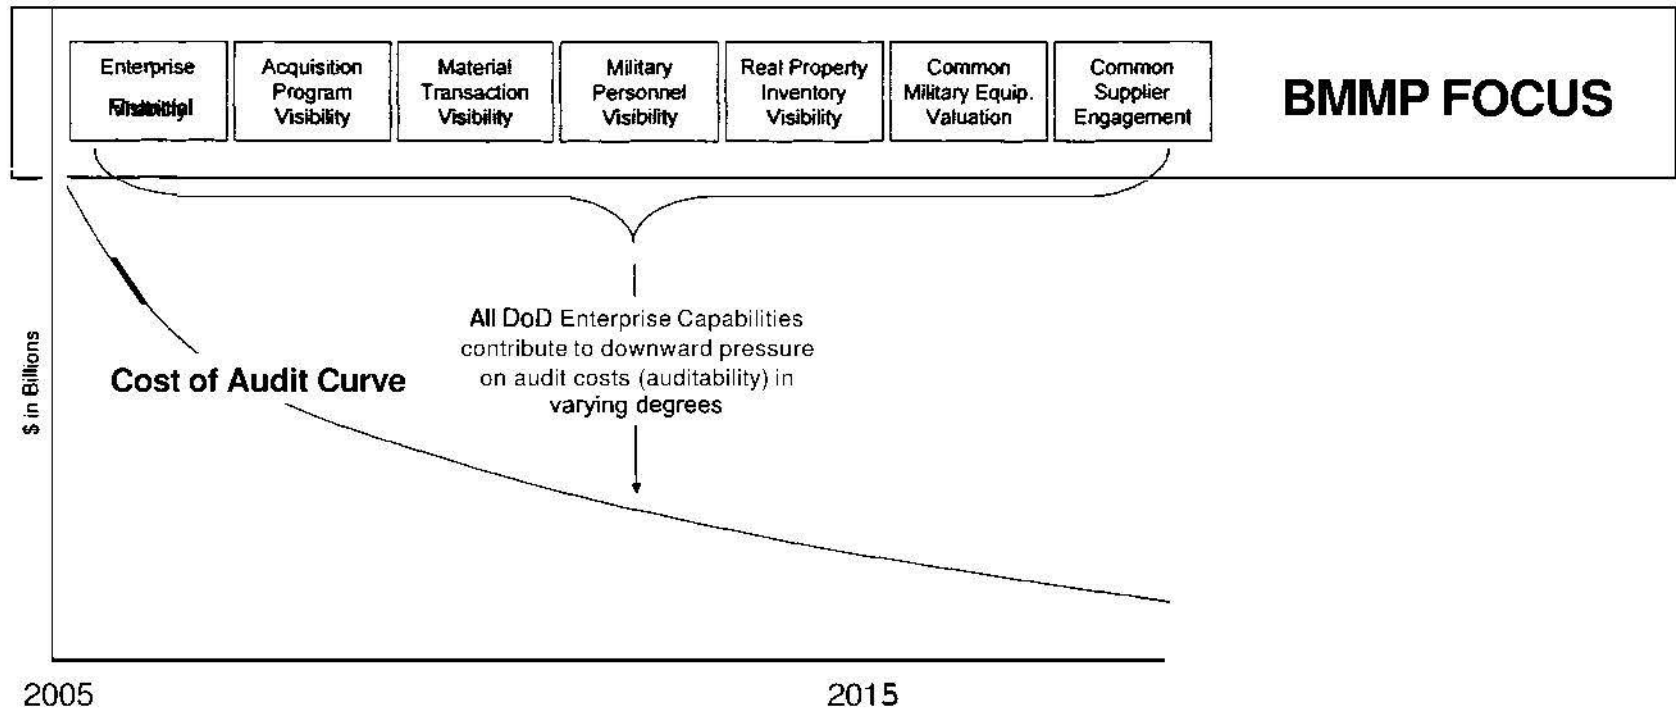 Enterprise
Financial
Visibility
Acquisition
Program
Visibility
Material
Transaction
Visibility
Military
Personnel
Visibility
Real Property
Inventory
Visibility
Common
Military Equip.
Valuation
Common
Supplier
Engagement
BMMP FOCUS
$ in Billions
All DoD Enterprise Capabilities
contribute to downward pressure
on audit costs (auditability) in
varying degrees
Cost of Audit Curve
2005
2015